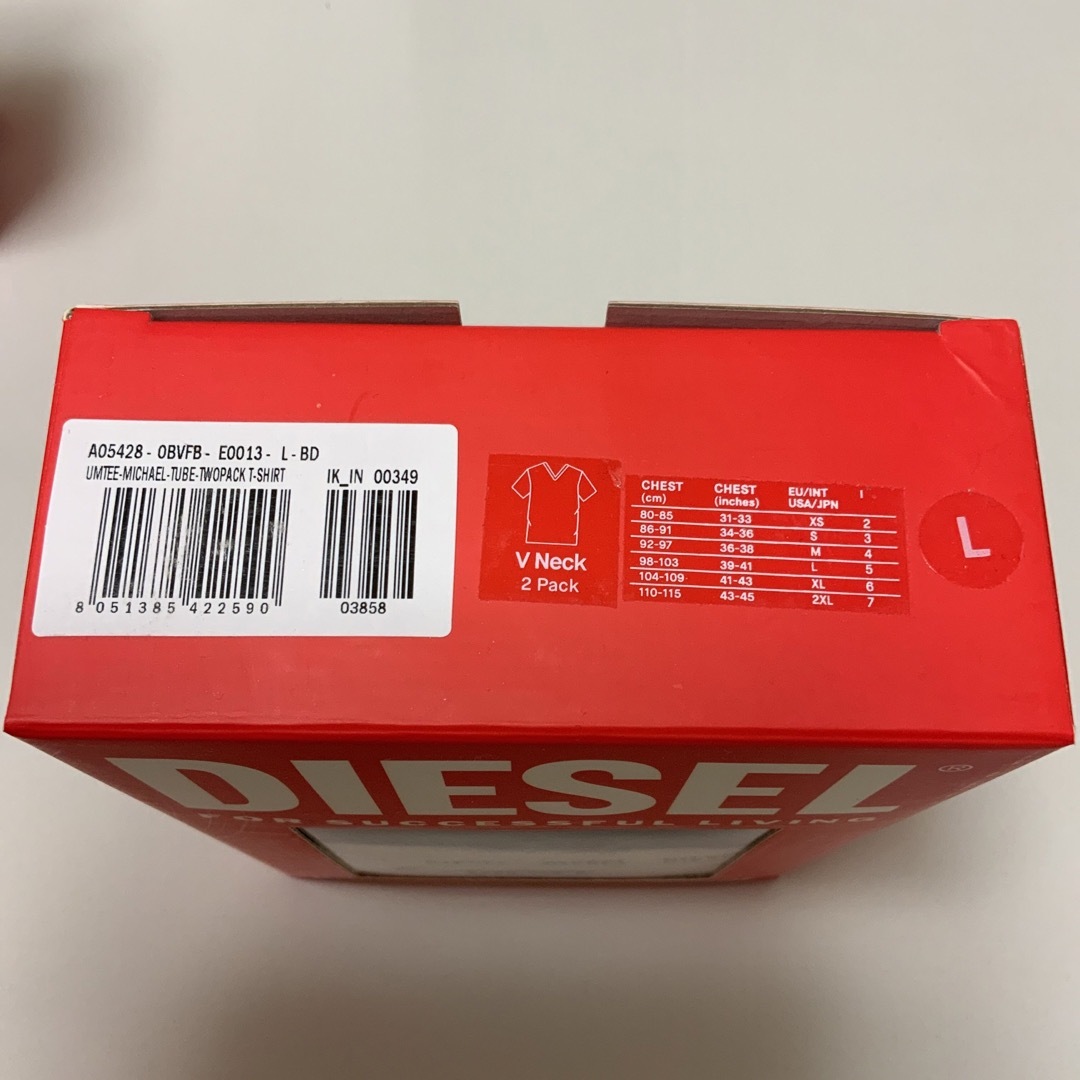 A05428 - 0BVFB - E0013 - L - BD
UMTEE-MICHAEL-TUBE-TWOPACK T-SHIRT IK_IN 00349
8 051385 422590 03858
V Neck
2 Pack
CHEST (cm) CHEST (inches) EU/INT USA/JPN I
80-85 31-33 XS 2
86-91 34-36 S 3
92-97 36-38 M 4
98-103 39-41 L 5
104-109 41-43 XL 6
110-115 43-45 2XL 7
L
DIESEL ®
FOR SUCCESSFUL LIVING